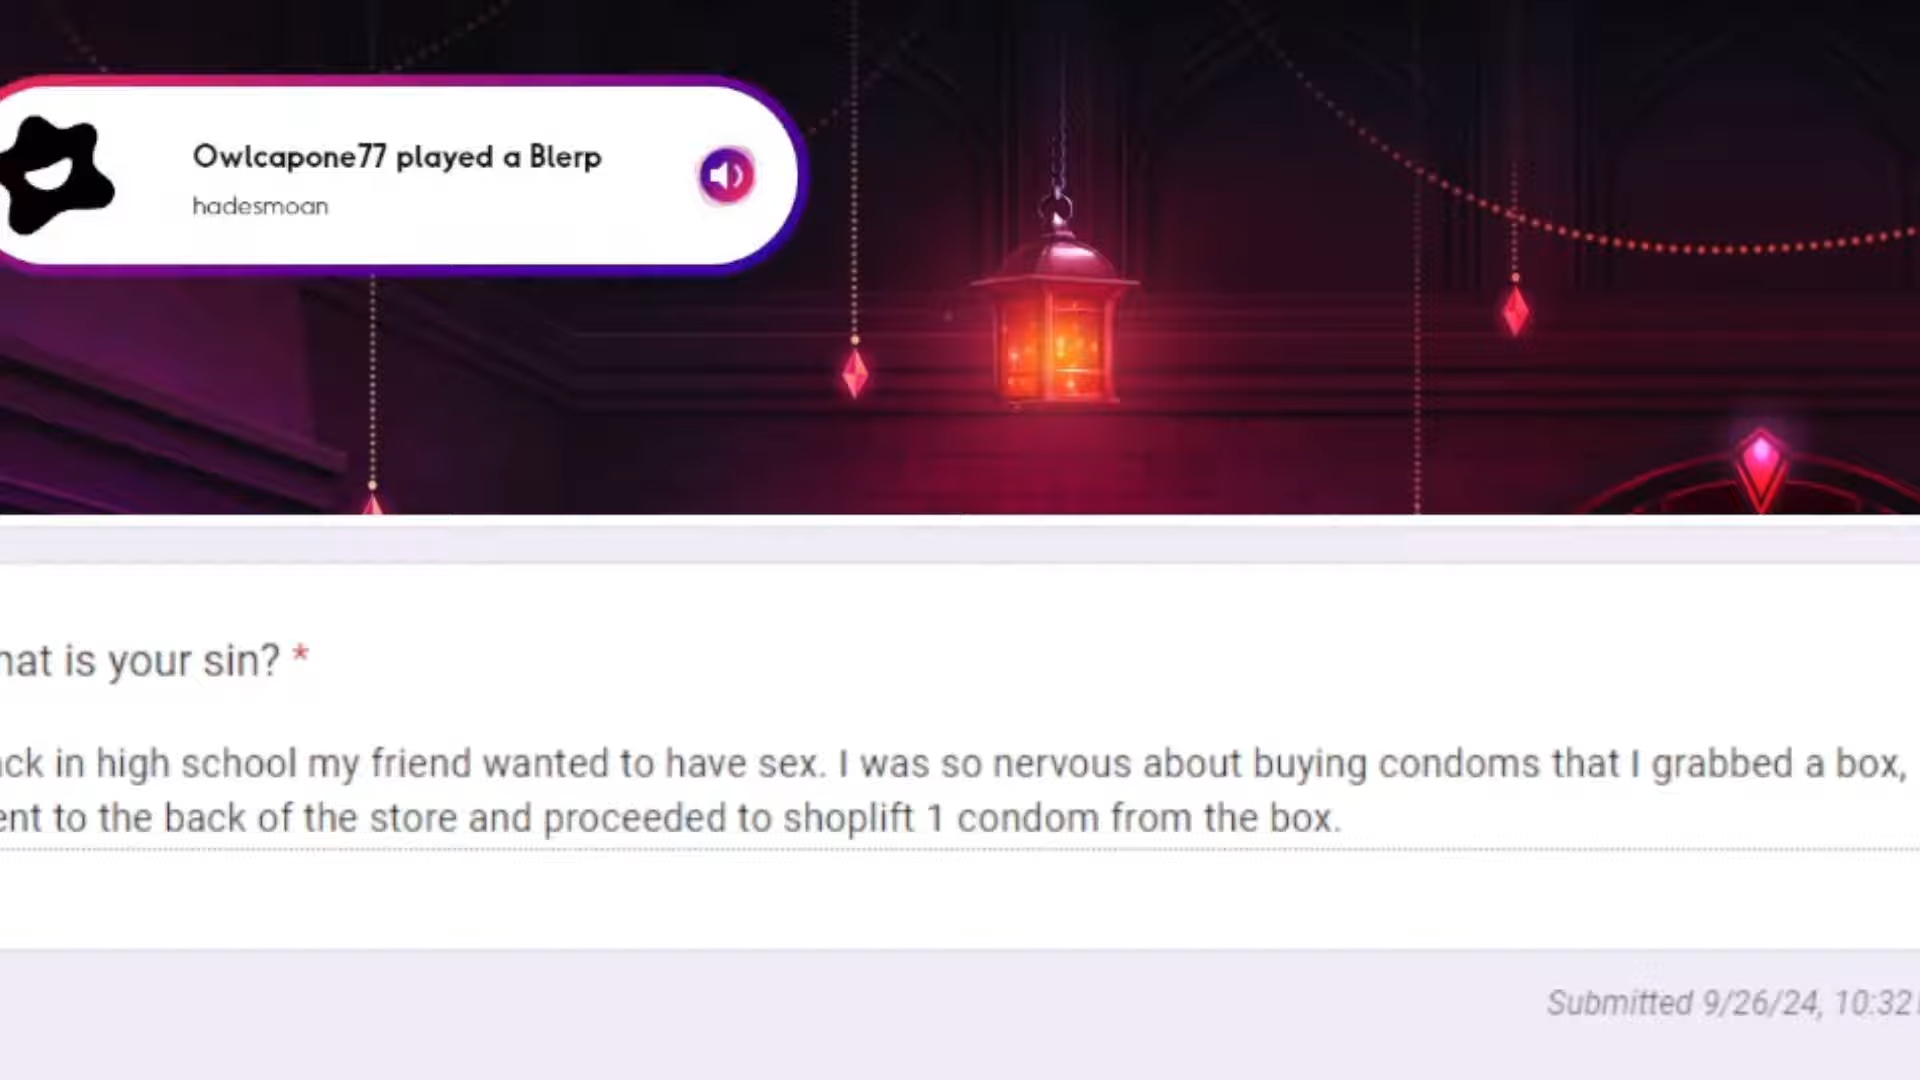 Owlcapone77 played a Blerp
hadesmoan
hat is your sin? *
ck in high school my friend wanted to have sex. I was so nervous about buying condoms that I grabbed a box,
ent to the back of the store and proceeded to shoplift 1 condom from the box.
Submitted 9/26/24, 10:32